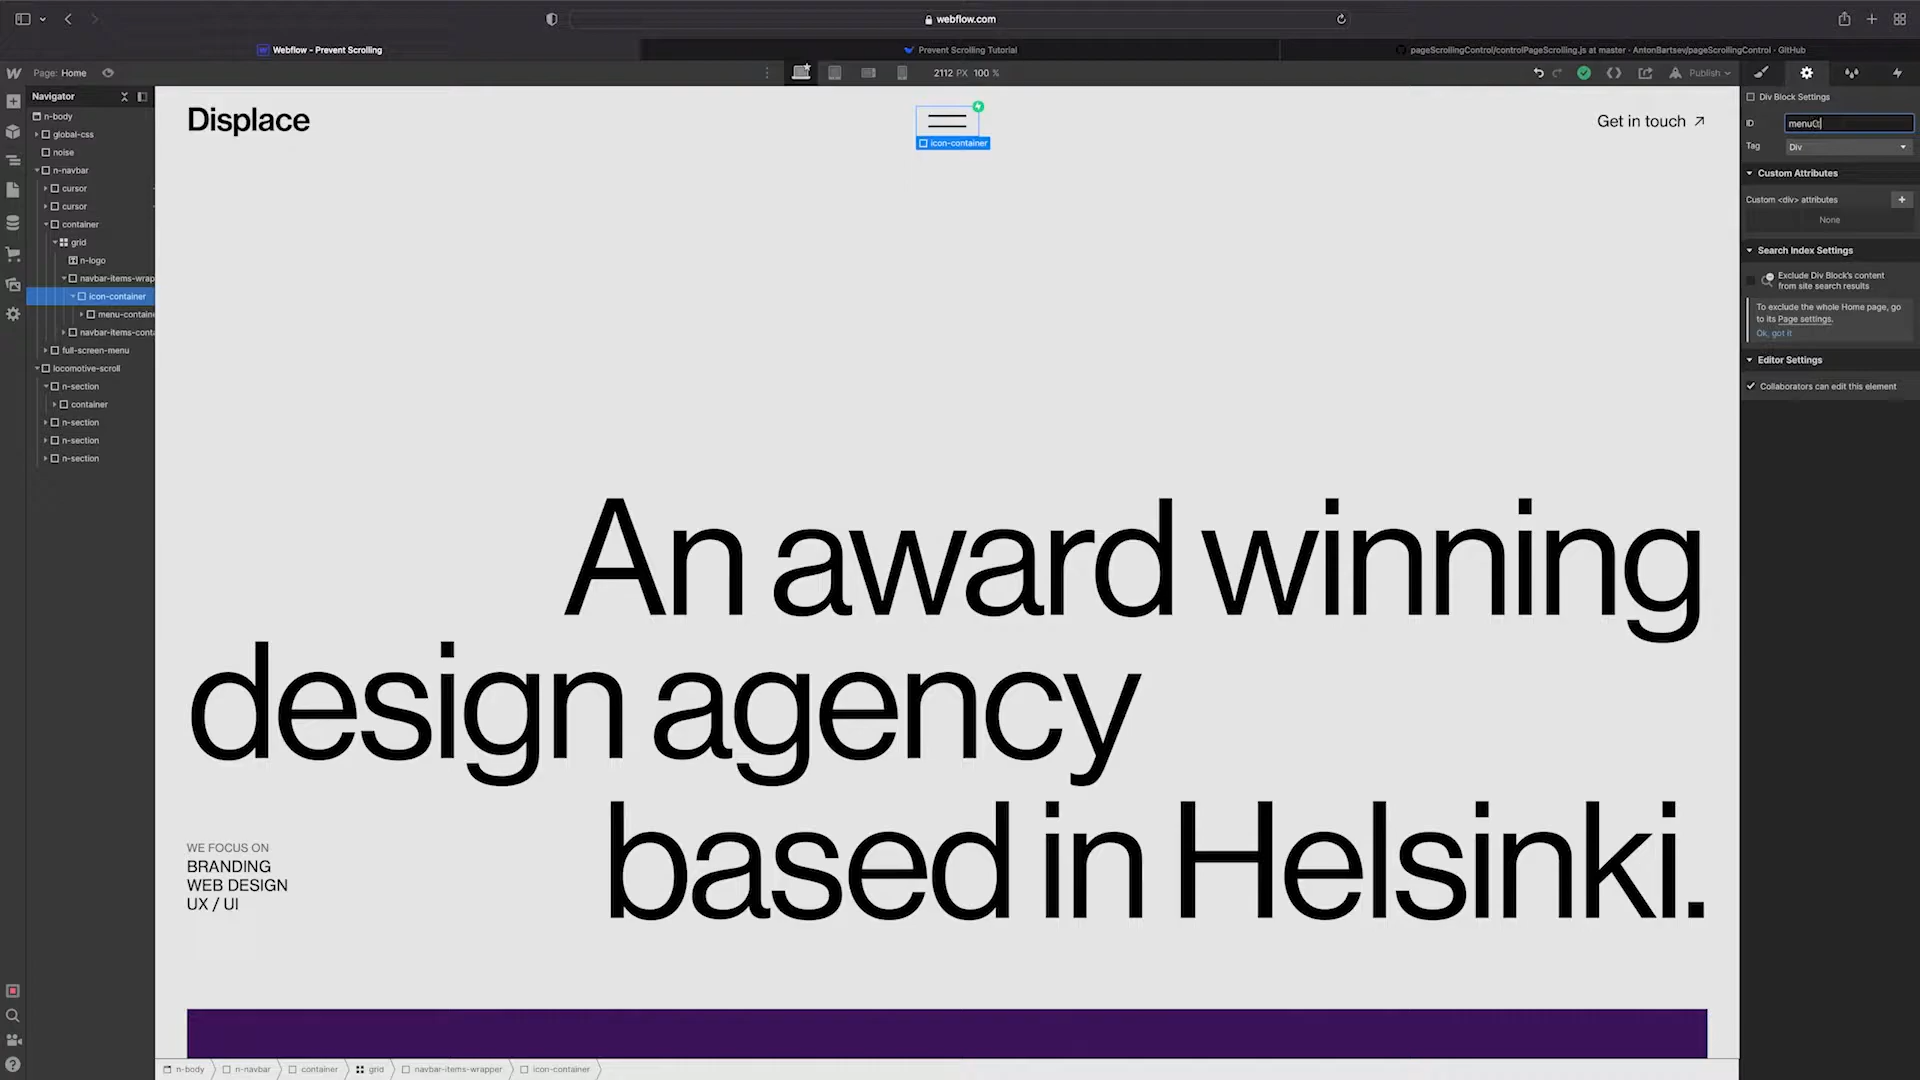 webflow.com
Webflow - Prevent Scrolling
Prevent Scrolling Tutorial
pageScrollingControl/controlPageScrolling.js at master · AntonBartsev/pageScrollingControl · GitHub
Page: Home
2112 PX 100 %
Publish
Navigator
n-body
global-css
noise
n-navbar
cursor
cursor
container
grid
n-logo
navbar-items-wrap
icon-container
menu-containe
navbar-items-conta
full-screen-menu
locomotive-scroll
n-section
container
n-section
n-section
n-section
Displace
icon-container
Get in touch
An award winning
design agency
based in Helsinki.
WE FOCUS ON
BRANDING
WEB DESIGN
UX / UI
Div Block Settings
ID
Tag Div
Custom Attributes
Custom <div> attributes
None
Search Index Settings
Exclude Div Block's content
from site search results
To exclude the whole Home page, go
to its Page settings.
Ok, got it
Editor Settings
Collaborators can edit this element
n-body n-navbar container grid navbar-items-wrapper icon-container